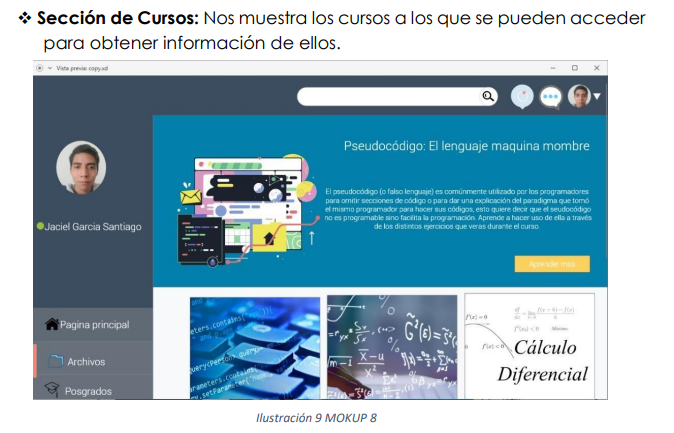 ❖ Sección de Cursos: Nos muestra los cursos a los que se pueden acceder
para obtener información de ellos.
Vista previa: copy.xd
Pseudocódigo: El lenguaje maquina mombre
El pseudocódigo (o falso lenguaje) es comúnmente utilizado por los programadores
para omitir secciones de código o para dar una explicación del paradigma que tomó
el mismo programador para hacer sus códigos, esto quiere decir que el seudocódigo
no es programable sino facilita la programación. Aprende a hacer uso de ella a través
de los distintos ejercicios que veras durante el curso.
Aprender más
Jaciel Garcia Santiago
Pagina principal
Archivos
Posgrados
Cálculo
Diferencial
Ilustración 9 MOKUP 8